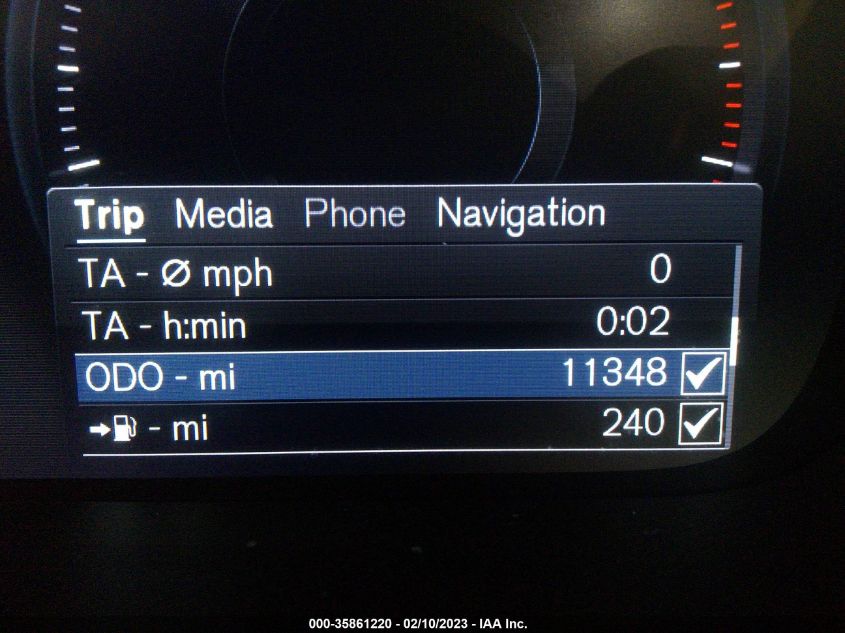 Trip Media Phone Navigation
TA - Ø mph 0
TA - h:min 0:02
ODO - mi 11348
- mi 240
000-35861220 - 02/10/2023 - IAA Inc.